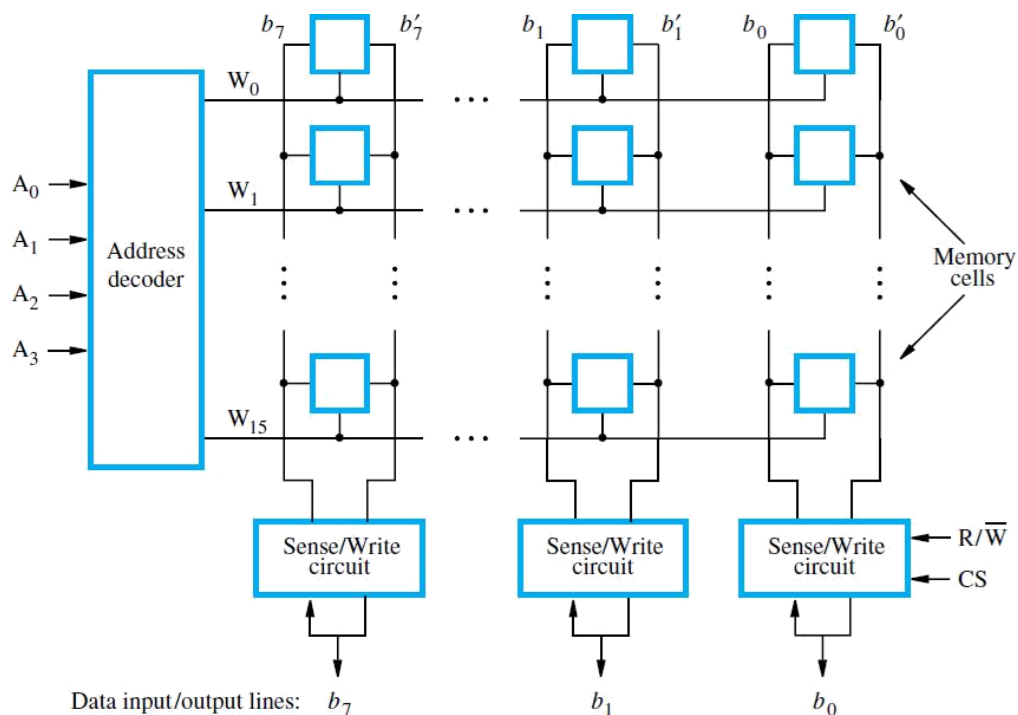 b₇ b′₇ b₁ b′₁ b₀ b′₀
W₀
• • •
A₀
W₁
• • •
A₁
Address
decoder
Memory
cells
A₂
A₃
W₁₅
• • •
Sense/Write
circuit
Sense/Write
circuit
Sense/Write
circuit
R/W̅
CS
Data input/output lines: b₇ b₁ b₀